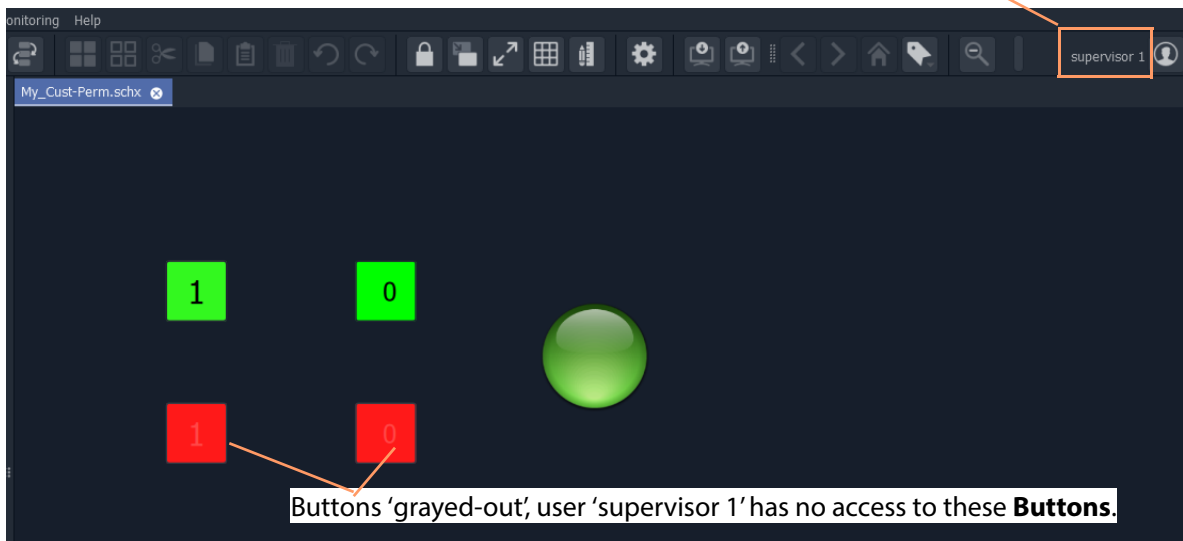 onitoring Help
supervisor 1
My_Cust-Perm.schx
1 0
1 0
Buttons ‘grayed-out’, user ‘supervisor 1’ has no access to these Buttons.